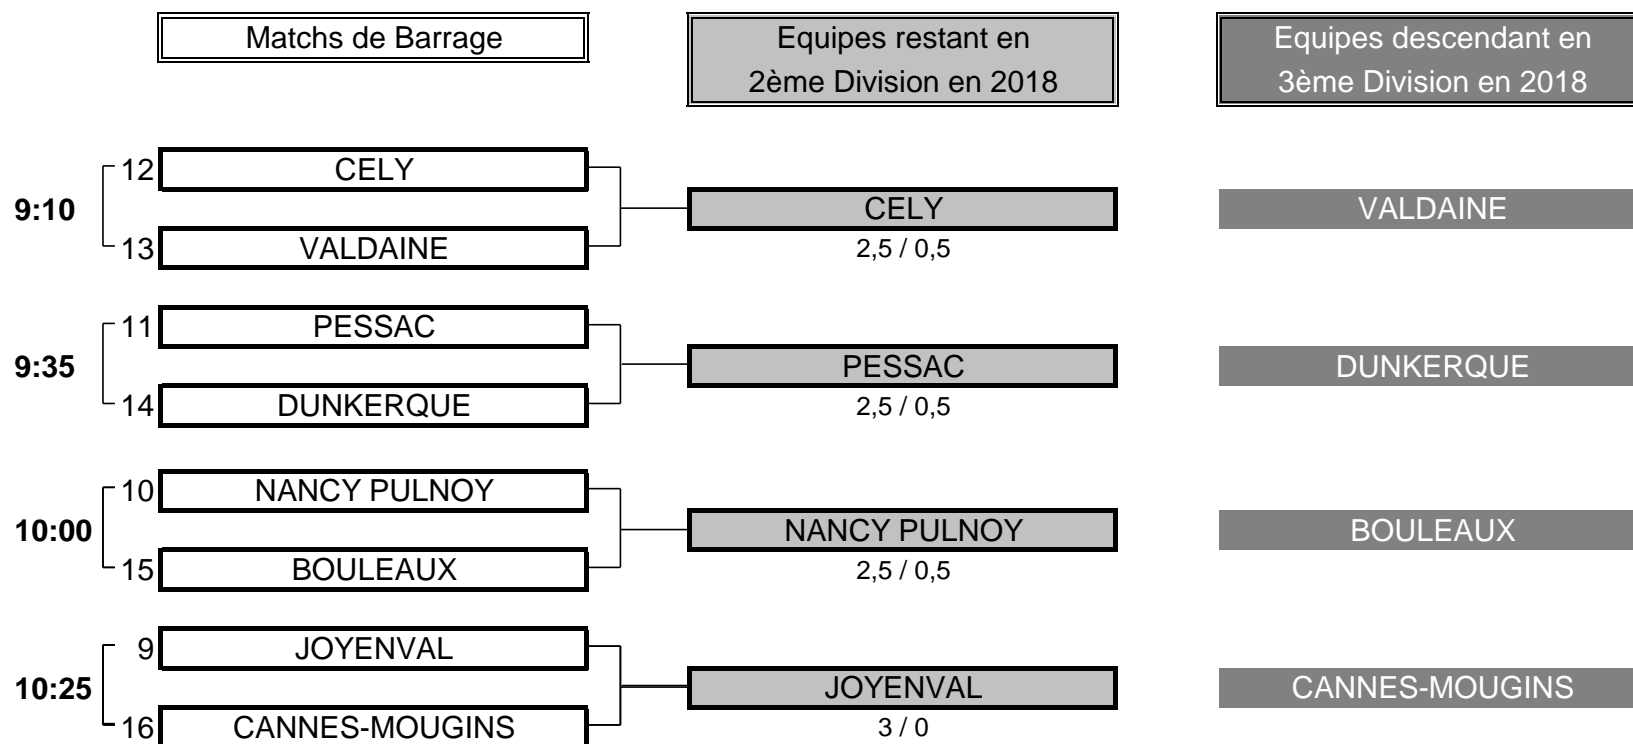 Matchs de Barrage
Equipes restant en
2ème Division en 2018
Equipes descendant en
3ème Division en 2018
12 CELY
9:10 CELY VALDAINE
13 VALDAINE 2,5 / 0,5
11 PESSAC
9:35 PESSAC DUNKERQUE
14 DUNKERQUE 2,5 / 0,5
10 NANCY PULNOY
10:00 NANCY PULNOY BOULEAUX
15 BOULEAUX 2,5 / 0,5
9 JOYENVAL
10:25 JOYENVAL CANNES-MOUGINS
16 CANNES-MOUGINS 3 / 0